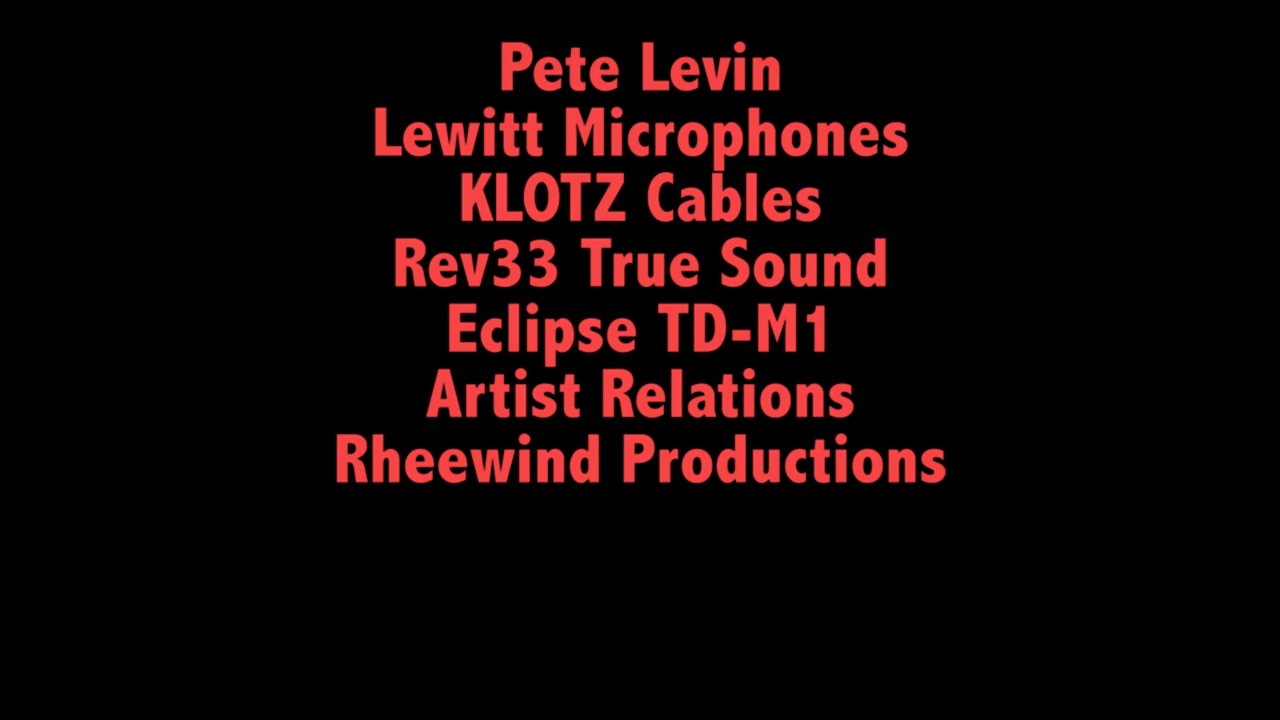 Pete Levin
Lewitt Microphones
KLOTZ Cables
Rev33 True Sound
Eclipse TD-M1
Artist Relations
Rheewind Productions